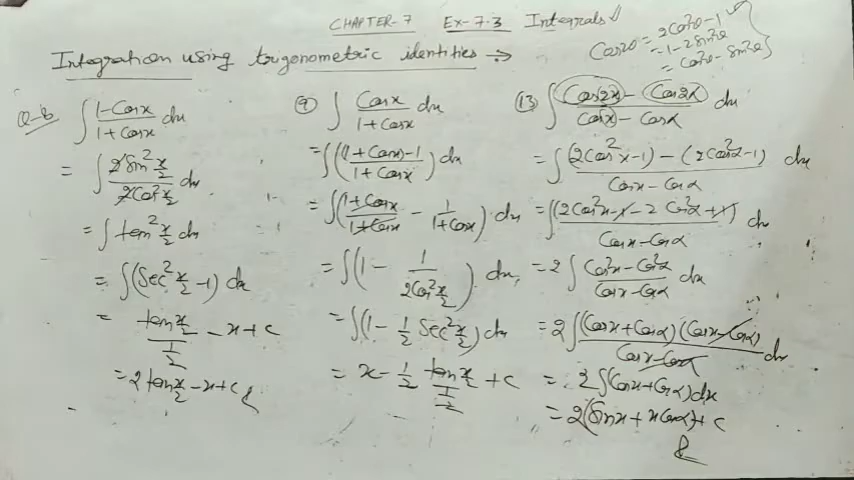 CHAPTER-7 Ex-7.3 Integrals
Cos2θ = 2Cos²θ-1
= 1-2Sin²θ
= Cos²θ-Sin²θ
Integration using trigonometric identities →
Q-8 ∫ (1-Cosx)/(1+Cosx) dx
= ∫ (2Sin² x/2)/(2Cos² x/2) dx
= ∫ tan² x/2 dx
= ∫ (Sec² x/2 - 1) dx
= (tan x/2)/(1/2) - x + c
= 2tan x/2 - x + c
(9) ∫ Cosx/(1+Cosx) dx
= ∫ ((1+Cosx)-1)/(1+Cosx) dx
= ∫ ((1+Cosx)/(1+Cosx) - 1/(1+Cosx)) dx
= ∫ (1 - 1/(2Cos² x/2)) dx
= ∫ (1 - 1/2 Sec² x/2) dx
= x - 1/2 (tan x/2)/(1/2) + c
(13) ∫ (Cos2x - Cos2α)/(Cosx - Cosα) dx
= ∫ ((2Cos²x-1) - (2Cos²α-1))/(Cosx-Cosα) dx
= ∫ (2Cos²x-1-2Cos²α+1)/(Cosx-Cosα) dx
= 2 ∫ (Cos²x-Cos²α)/(Cosx-Cosα) dx
= 2 ∫ ((Cosx+Cosα)(Cosx-Cosα))/(Cosx-Cosα) dx
= 2 ∫ (Cosx+Cosα) dx
= 2(Sinx + xCosα) + c